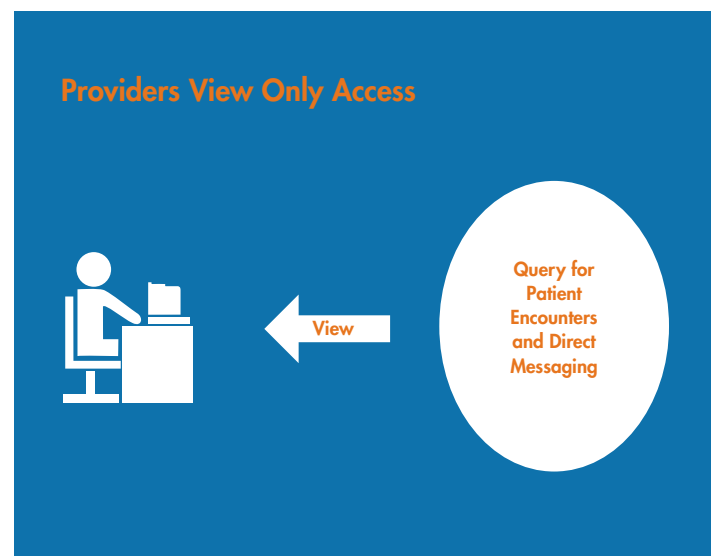 Providers View Only Access
View
Query for
Patient
Encounters
and Direct
Messaging